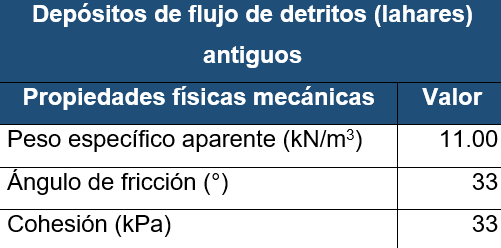 Depósitos de flujo de detritos (lahares)
antiguos
Propiedades físicas mecánicas Valor
Peso específico aparente (kN/m³) 11.00
Ángulo de fricción (°) 33
Cohesión (kPa) 33